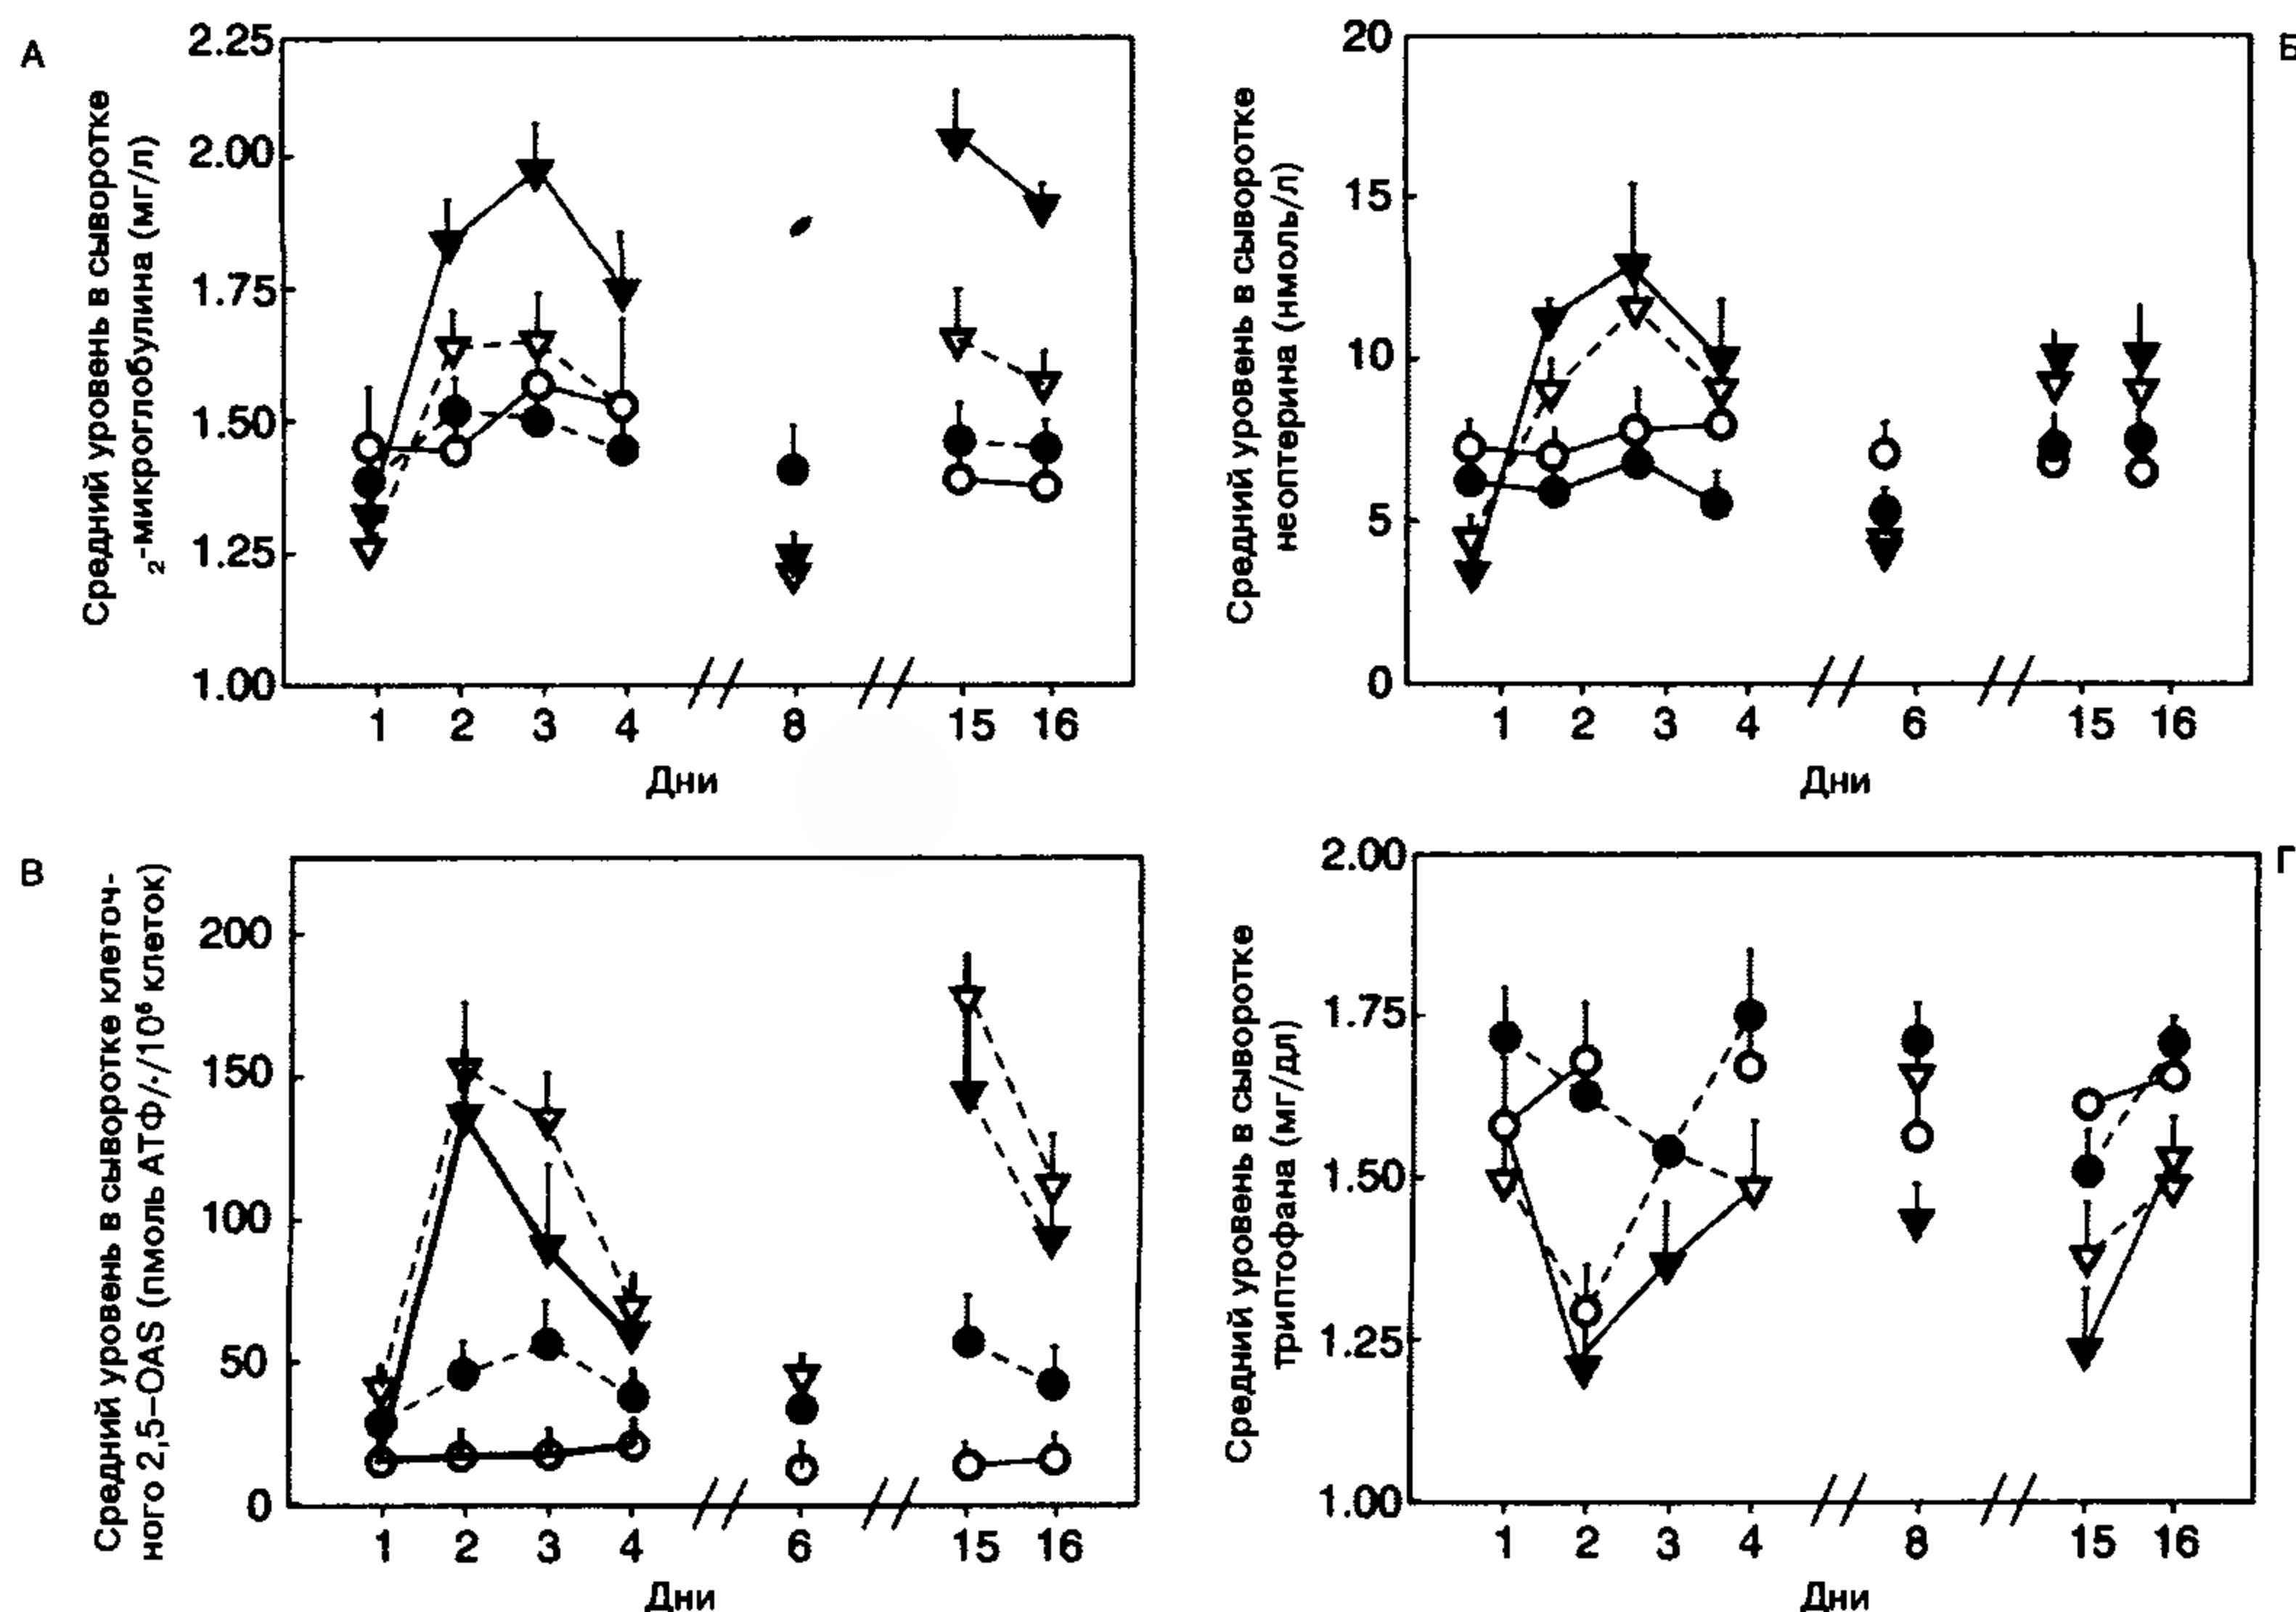 А
Средний уровень в сыворотке
2-микроглобулина (мг/л)
2.25
2.00
1.75
1.50
1.25
1.00
1 2 3 4 8 15 16
Дни
Б
Средний уровень в сыворотке
неоптерина (нмоль/л)
20
15
10
5
0
1 2 3 4 6 15 16
Дни
В
Средний уровень в сыворотке клеточ-
ного 2,5-OAS (пмоль АТФ/·/10⁶ клеток)
200
150
100
50
0
1 2 3 4 6 15 16
Дни
Г
Средний уровень в сыворотке
триптофана (мг/дл)
2.00
1.75
1.50
1.25
1.00
1 2 3 4 8 15 16
Дни